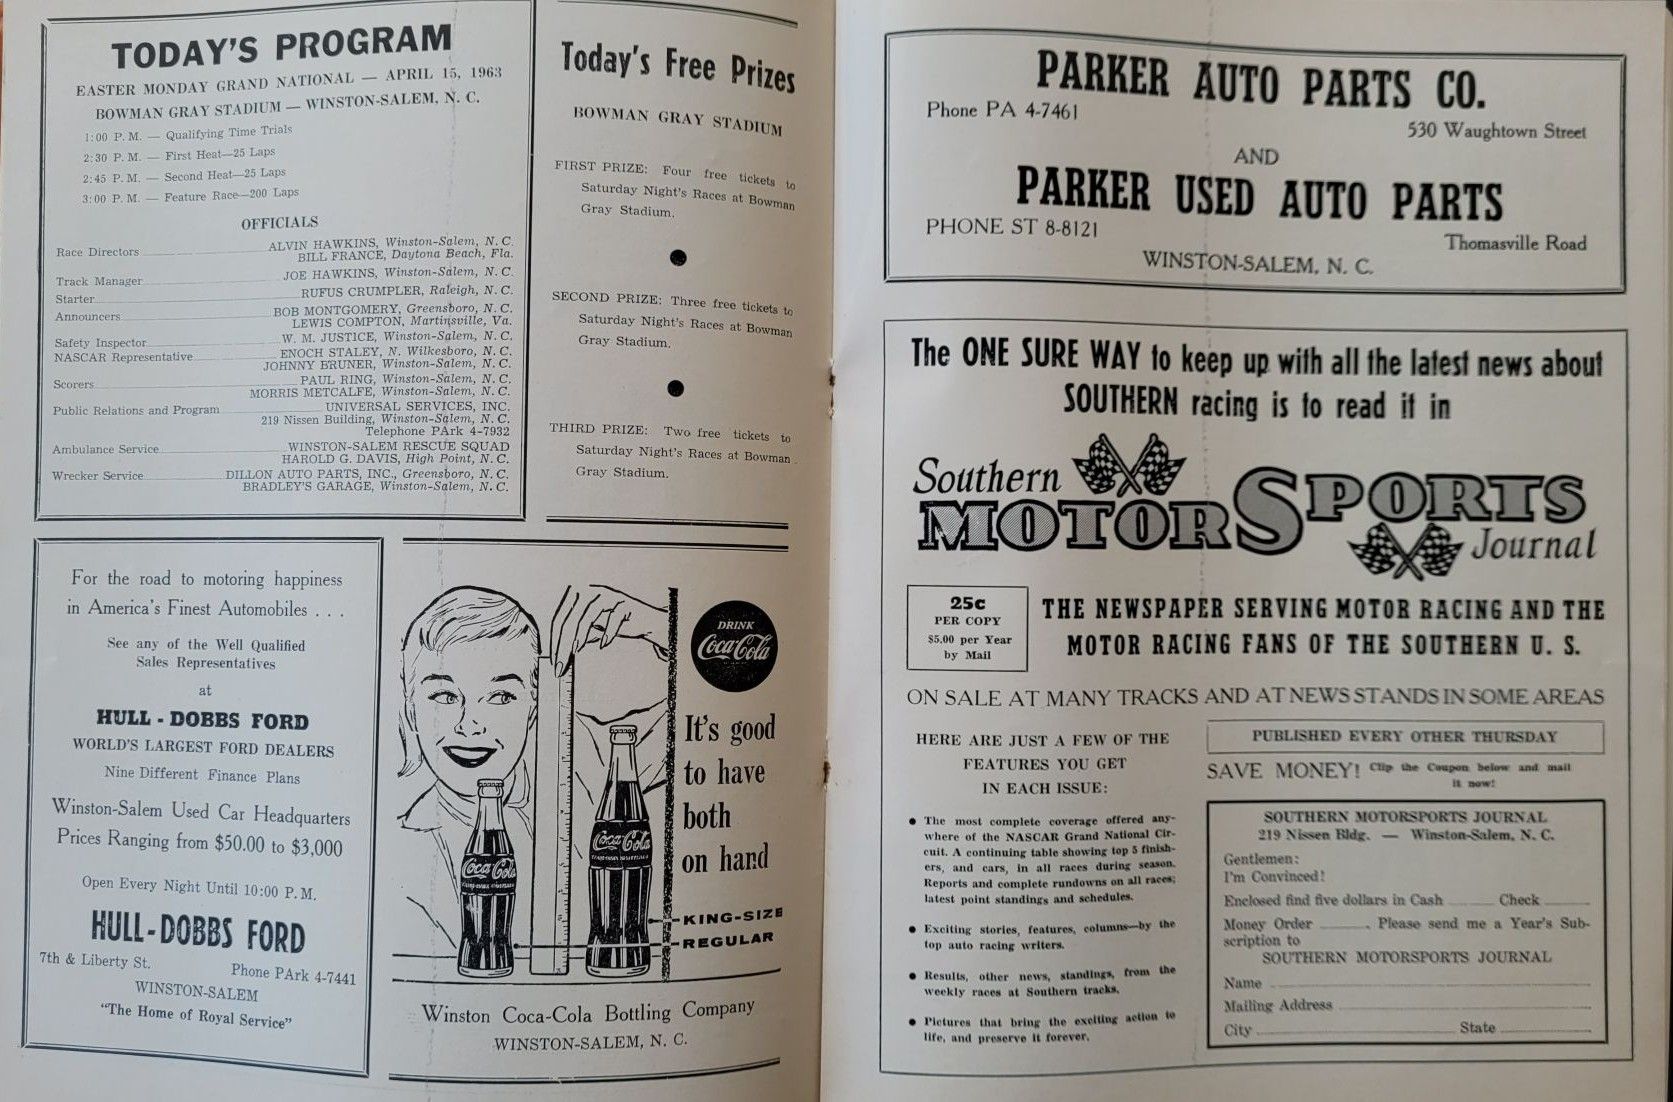 TODAY'S PROGRAM
EASTER MONDAY GRAND NATIONAL — APRIL 15, 1963
BOWMAN GRAY STADIUM — WINSTON-SALEM, N. C.
1:00 P. M. — Qualifying Time Trials
2:30 P. M. — First Heat—25 Laps
2:45 P. M. — Second Heat—25 Laps
3:00 P. M. — Feature Race—200 Laps
OFFICIALS
Race Directors ALVIN HAWKINS, Winston-Salem, N. C.
BILL FRANCE, Daytona Beach, Fla.
Track Manager JOE HAWKINS, Winston-Salem, N. C.
Starter RUFUS CRUMPLER, Raleigh, N. C.
Announcers BOB MONTGOMERY, Greensboro, N. C.
LEWIS COMPTON, Martinsville, Va.
Safety Inspector W. M. JUSTICE, Winston-Salem, N. C.
NASCAR Representative ENOCH STALEY, N. Wilkesboro, N. C.
JOHNNY BRUNER, Winston-Salem, N. C.
Scorers PAUL RING, Winston-Salem, N. C.
MORRIS METCALFE, Winston-Salem, N. C.
Public Relations and Program UNIVERSAL SERVICES, INC.
219 Nissen Building, Winston-Salem, N. C.
Telephone PArk 4-7932
Ambulance Service WINSTON-SALEM RESCUE SQUAD
HAROLD G. DAVIS, High Point, N. C.
Wrecker Service DILLON AUTO PARTS, INC., Greensboro, N. C.
BRADLEY'S GARAGE, Winston-Salem, N. C.
Today's Free Prizes
BOWMAN GRAY STADIUM
FIRST PRIZE: Four free tickets to
Saturday Night's Races at Bowman
Gray Stadium.
SECOND PRIZE: Three free tickets to
Saturday Night's Races at Bowman
Gray Stadium.
THIRD PRIZE: Two free tickets to
Saturday Night's Races at Bowman
Gray Stadium.
For the road to motoring happiness
in America's Finest Automobiles . . .
See any of the Well Qualified
Sales Representatives
at
HULL - DOBBS FORD
WORLD'S LARGEST FORD DEALERS
Nine Different Finance Plans
Winston-Salem Used Car Headquarters
Prices Ranging from $50.00 to $3,000
Open Every Night Until 10:00 P. M.
HULL-DOBBS FORD
7th & Liberty St. Phone PArk 4-7441
WINSTON-SALEM
"The Home of Royal Service"
DRINK
Coca-Cola
It's good
to have
both
on hand
Coca-Cola
Coca-Cola
KING-SIZE
REGULAR
Winston Coca-Cola Bottling Company
WINSTON-SALEM, N. C.
PARKER AUTO PARTS CO.
Phone PA 4-7461
530 Waughtown Street
AND
PARKER USED AUTO PARTS
PHONE ST 8-8121
Thomasville Road
WINSTON-SALEM, N. C.
The ONE SURE WAY to keep up with all the latest news about
SOUTHERN racing is to read it in
Southern
MOTORSPORTS
Journal
25c
PER COPY
$5.00 per Year
by Mail
THE NEWSPAPER SERVING MOTOR RACING AND THE
MOTOR RACING FANS OF THE SOUTHERN U. S.
ON SALE AT MANY TRACKS AND AT NEWS STANDS IN SOME AREAS
HERE ARE JUST A FEW OF THE
FEATURES YOU GET
IN EACH ISSUE:
• The most complete coverage offered any-
where of the NASCAR Grand National Cir-
cuit. A continuing table showing top 5 finish-
ers, and cars, in all races during season.
Reports and complete rundowns on all races;
latest point standings and schedules.
• Exciting stories, features, columns—by the
top auto racing writers.
• Results, other news, standings, from the
weekly races at Southern tracks.
• Pictures that bring the exciting action to
life, and preserve it forever.
PUBLISHED EVERY OTHER THURSDAY
SAVE MONEY! Clip the Coupon below and mail
it now!
SOUTHERN MOTORSPORTS JOURNAL
219 Nissen Bldg. — Winston-Salem, N. C.
Gentlemen:
I'm Convinced!
Enclosed find five dollars in Cash Check
Money Order . Please send me a Year's Sub-
scription to
SOUTHERN MOTORSPORTS JOURNAL
Name
Mailing Address
City State